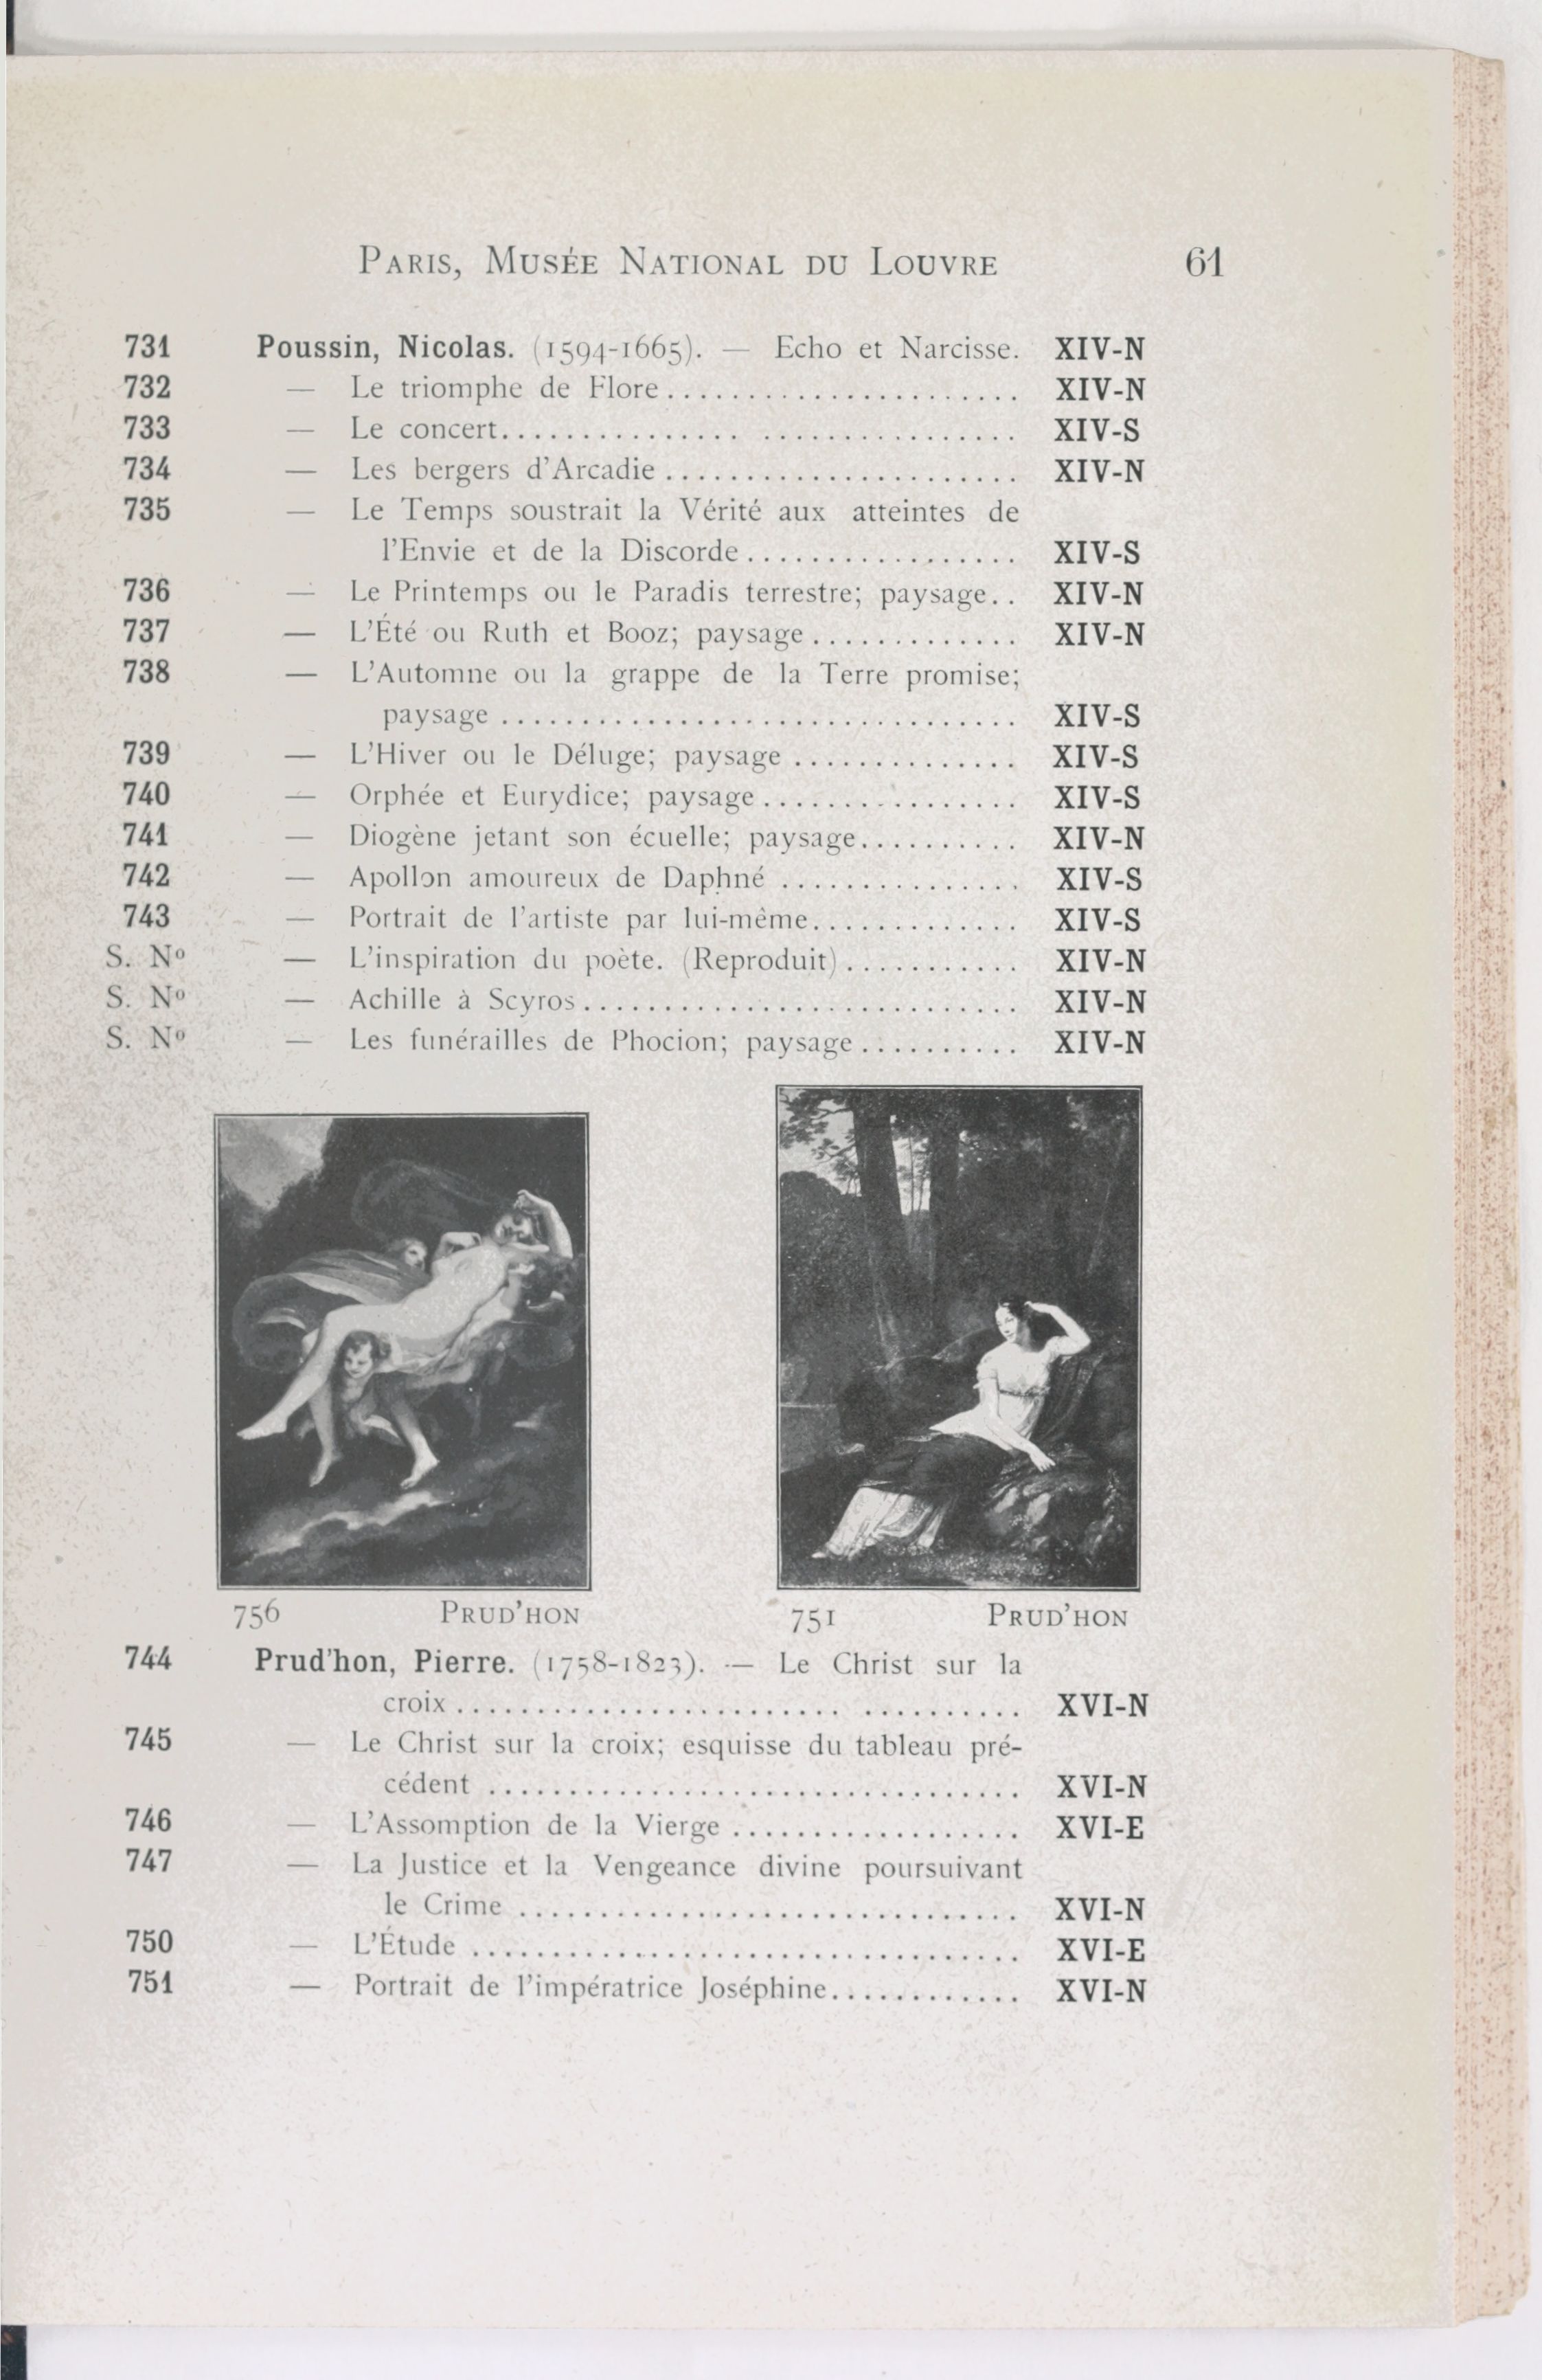 PARIS, MUSÉE NATIONAL DU LOUVRE 61
731 Poussin, Nicolas. (1594-1665). — Echo et Narcisse. XIV-N
732 — Le triomphe de Flore...................... XIV-N
733 — Le concert............... ................ XIV-S
734 — Les bergers d'Arcadie...................... XIV-N
735 — Le Temps soustrait la Vérité aux atteintes de
l'Envie et de la Discorde................. XIV-S
736 — Le Printemps ou le Paradis terrestre; paysage.. XIV-N
737 — L'Été ou Ruth et Booz; paysage............. XIV-N
738 — L'Automne ou la grappe de la Terre promise;
paysage ................................. XIV-S
739 — L'Hiver ou le Déluge; paysage .............. XIV-S
740 — Orphée et Eurydice; paysage................ XIV-S
741 — Diogène jetant son écuelle; paysage.......... XIV-N
742 — Apollon amoureux de Daphné ............... XIV-S
743 — Portrait de l'artiste par lui-même............. XIV-S
S. Nº — L'inspiration du poète. (Reproduit)........... XIV-N
S. Nº — Achille à Scyros........................... XIV-N
S. Nº — Les funérailles de Phocion; paysage.......... XIV-N
756 PRUD'HON 751 PRUD'HON
744 Prud'hon, Pierre. (1758-1823). — Le Christ sur la
croix........................ .......... XVI-N
745 — Le Christ sur la croix; esquisse du tableau pré-
cédent .................................. XVI-N
746 — L'Assomption de la Vierge .................. XVI-E
747 — La Justice et la Vengeance divine poursuivant
le Crime ................................ XVI-N
750 — L'Étude ................................... XVI-E
751 — Portrait de l'impératrice Joséphine............ XVI-N